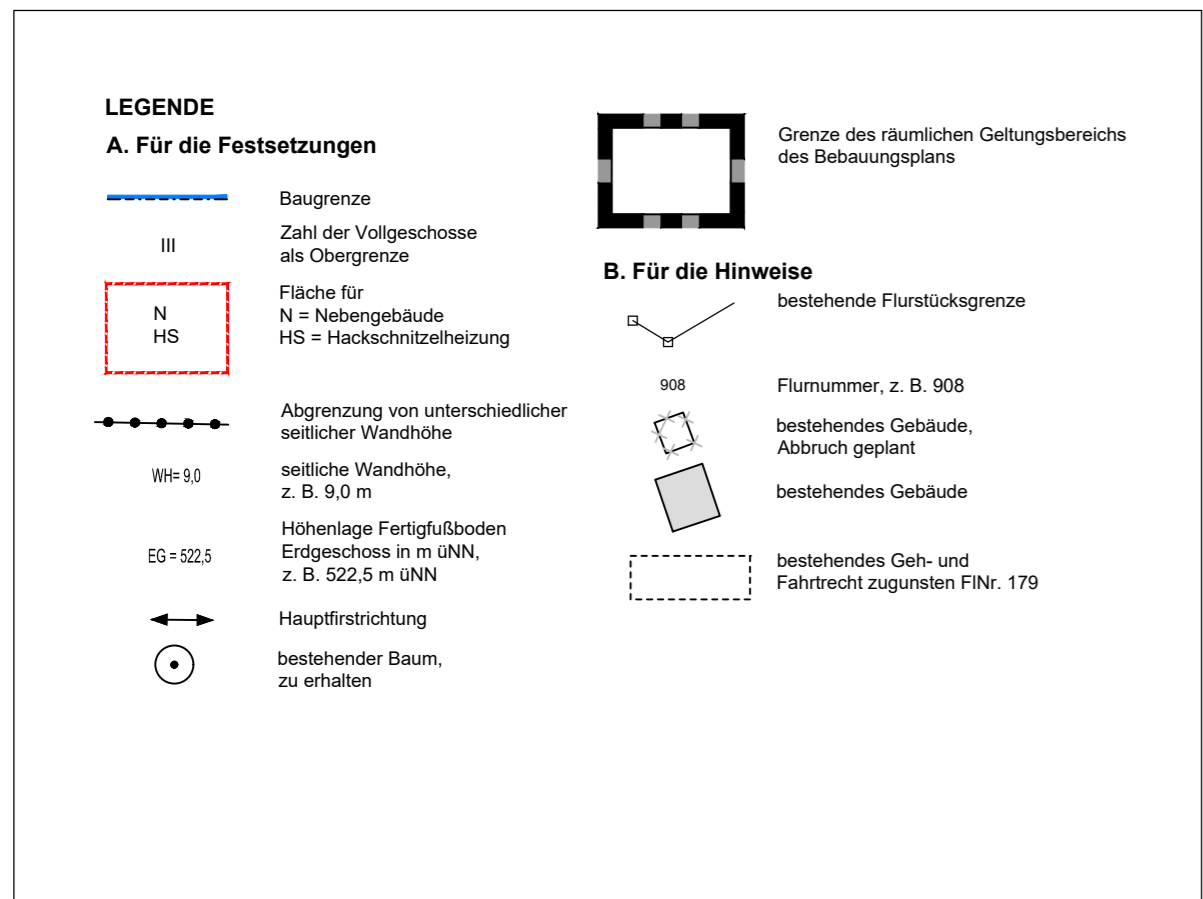 LEGENDE
A. Für die Festsetzungen
Baugrenze
III
Zahl der Vollgeschosse
als Obergrenze
N
HS
Fläche für
N = Nebengebäude
HS = Hackschnitzelheizung
Abgrenzung von unterschiedlicher
seitlicher Wandhöhe
WH= 9,0
seitliche Wandhöhe,
z. B. 9,0 m
EG = 522,5
Höhenlage Fertigfußboden
Erdgeschoss in m üNN,
z. B. 522,5 m üNN
Hauptfirstrichtung
bestehender Baum,
zu erhalten
Grenze des räumlichen Geltungsbereichs
des Bebauungsplans
B. Für die Hinweise
bestehende Flurstücksgrenze
908
Flurnummer, z. B. 908
bestehendes Gebäude,
Abbruch geplant
bestehendes Gebäude
bestehendes Geh- und
Fahrtrecht zugunsten FlNr. 179